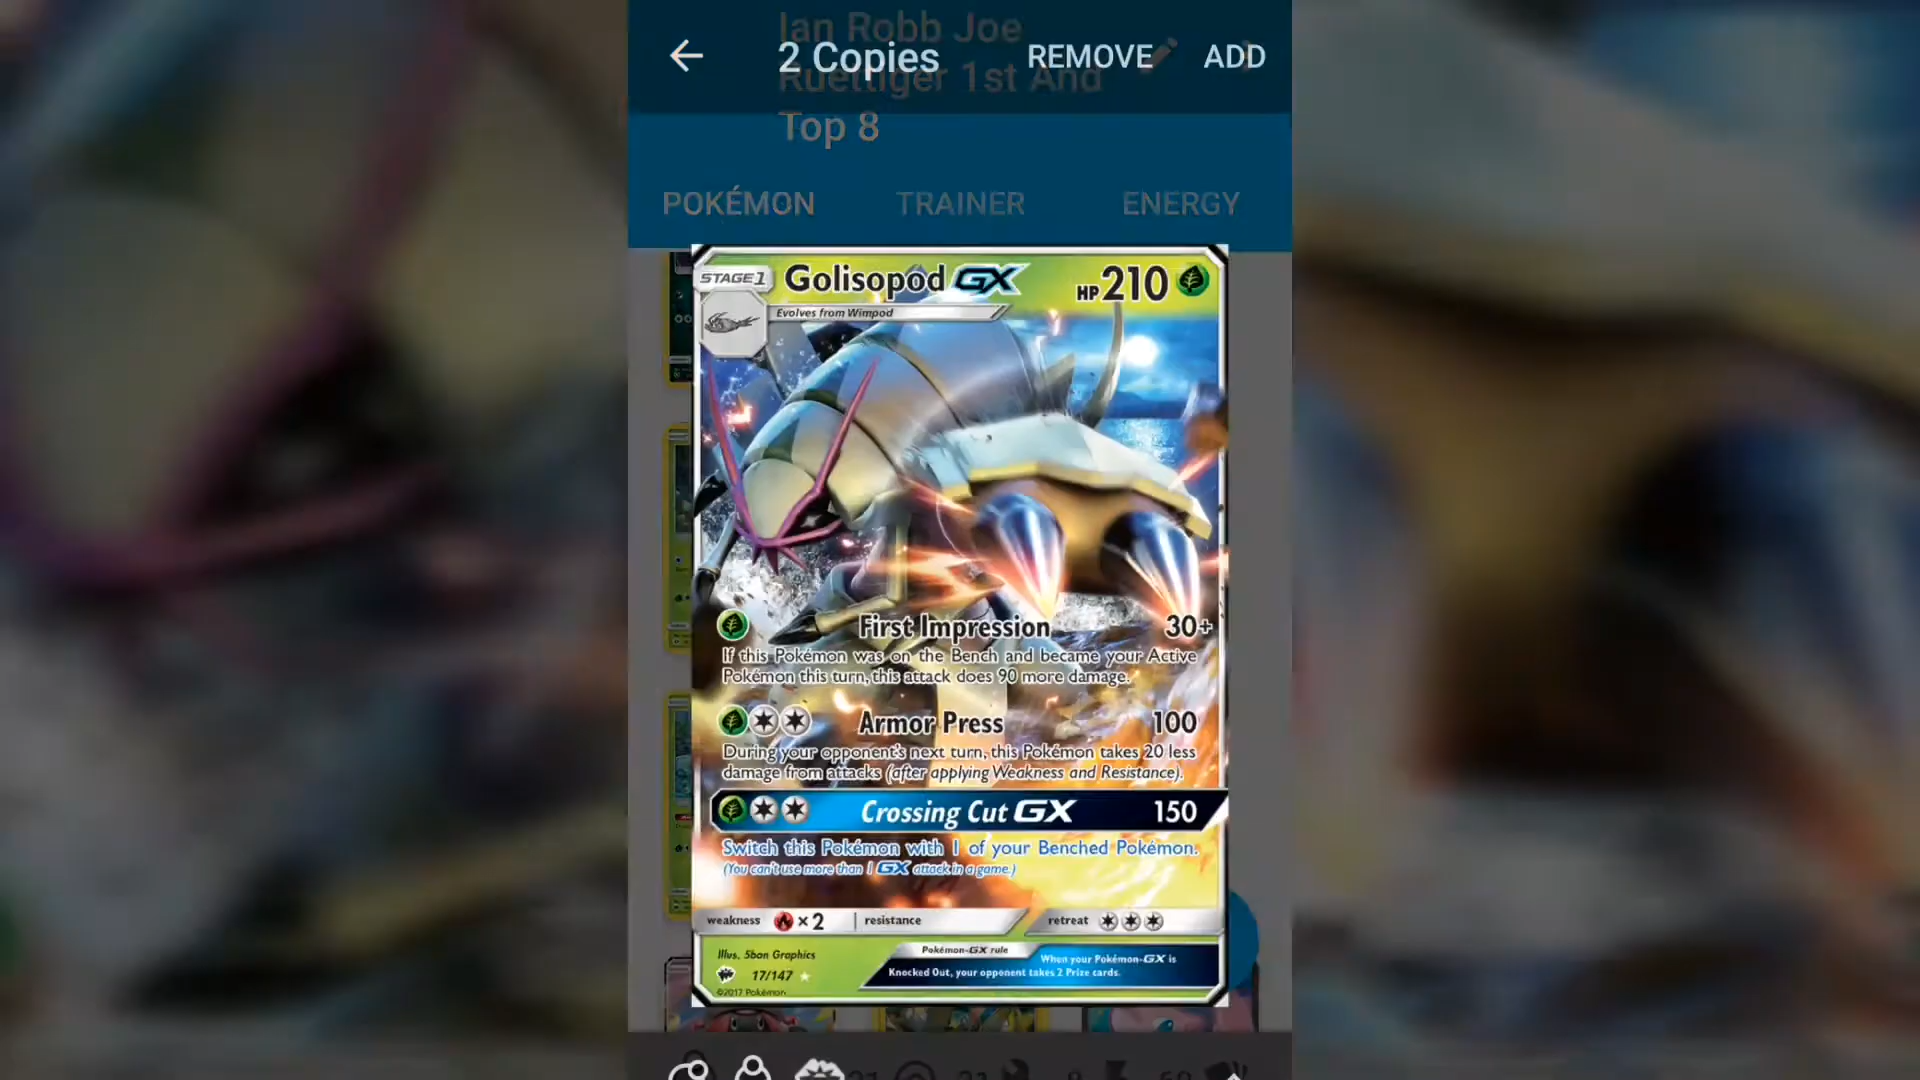 Ian Robb Joe
2 Copies REMOVE ADD
Ruettiger 1st And
Top 8
POKÉMON TRAINER ENERGY
STAGE 1 Golisopod GX HP 210
Evolves from Wimpod
First Impression 30+
If this Pokémon was on the Bench and became your Active
Pokémon this turn, this attack does 90 more damage.
Armor Press 100
During your opponent's next turn, this Pokémon takes 20 less
damage from attacks (after applying Weakness and Resistance).
Crossing Cut GX 150
Switch this Pokémon with 1 of your Benched Pokémon.
(You can't use more than 1 GX attack in a game.)
weakness ×2 resistance retreat
Illus. 5ban Graphics
Pokémon-GX rule
When your Pokémon-GX is
Knocked Out, your opponent takes 2 Prize cards.
17/147
©2017 Pokémon